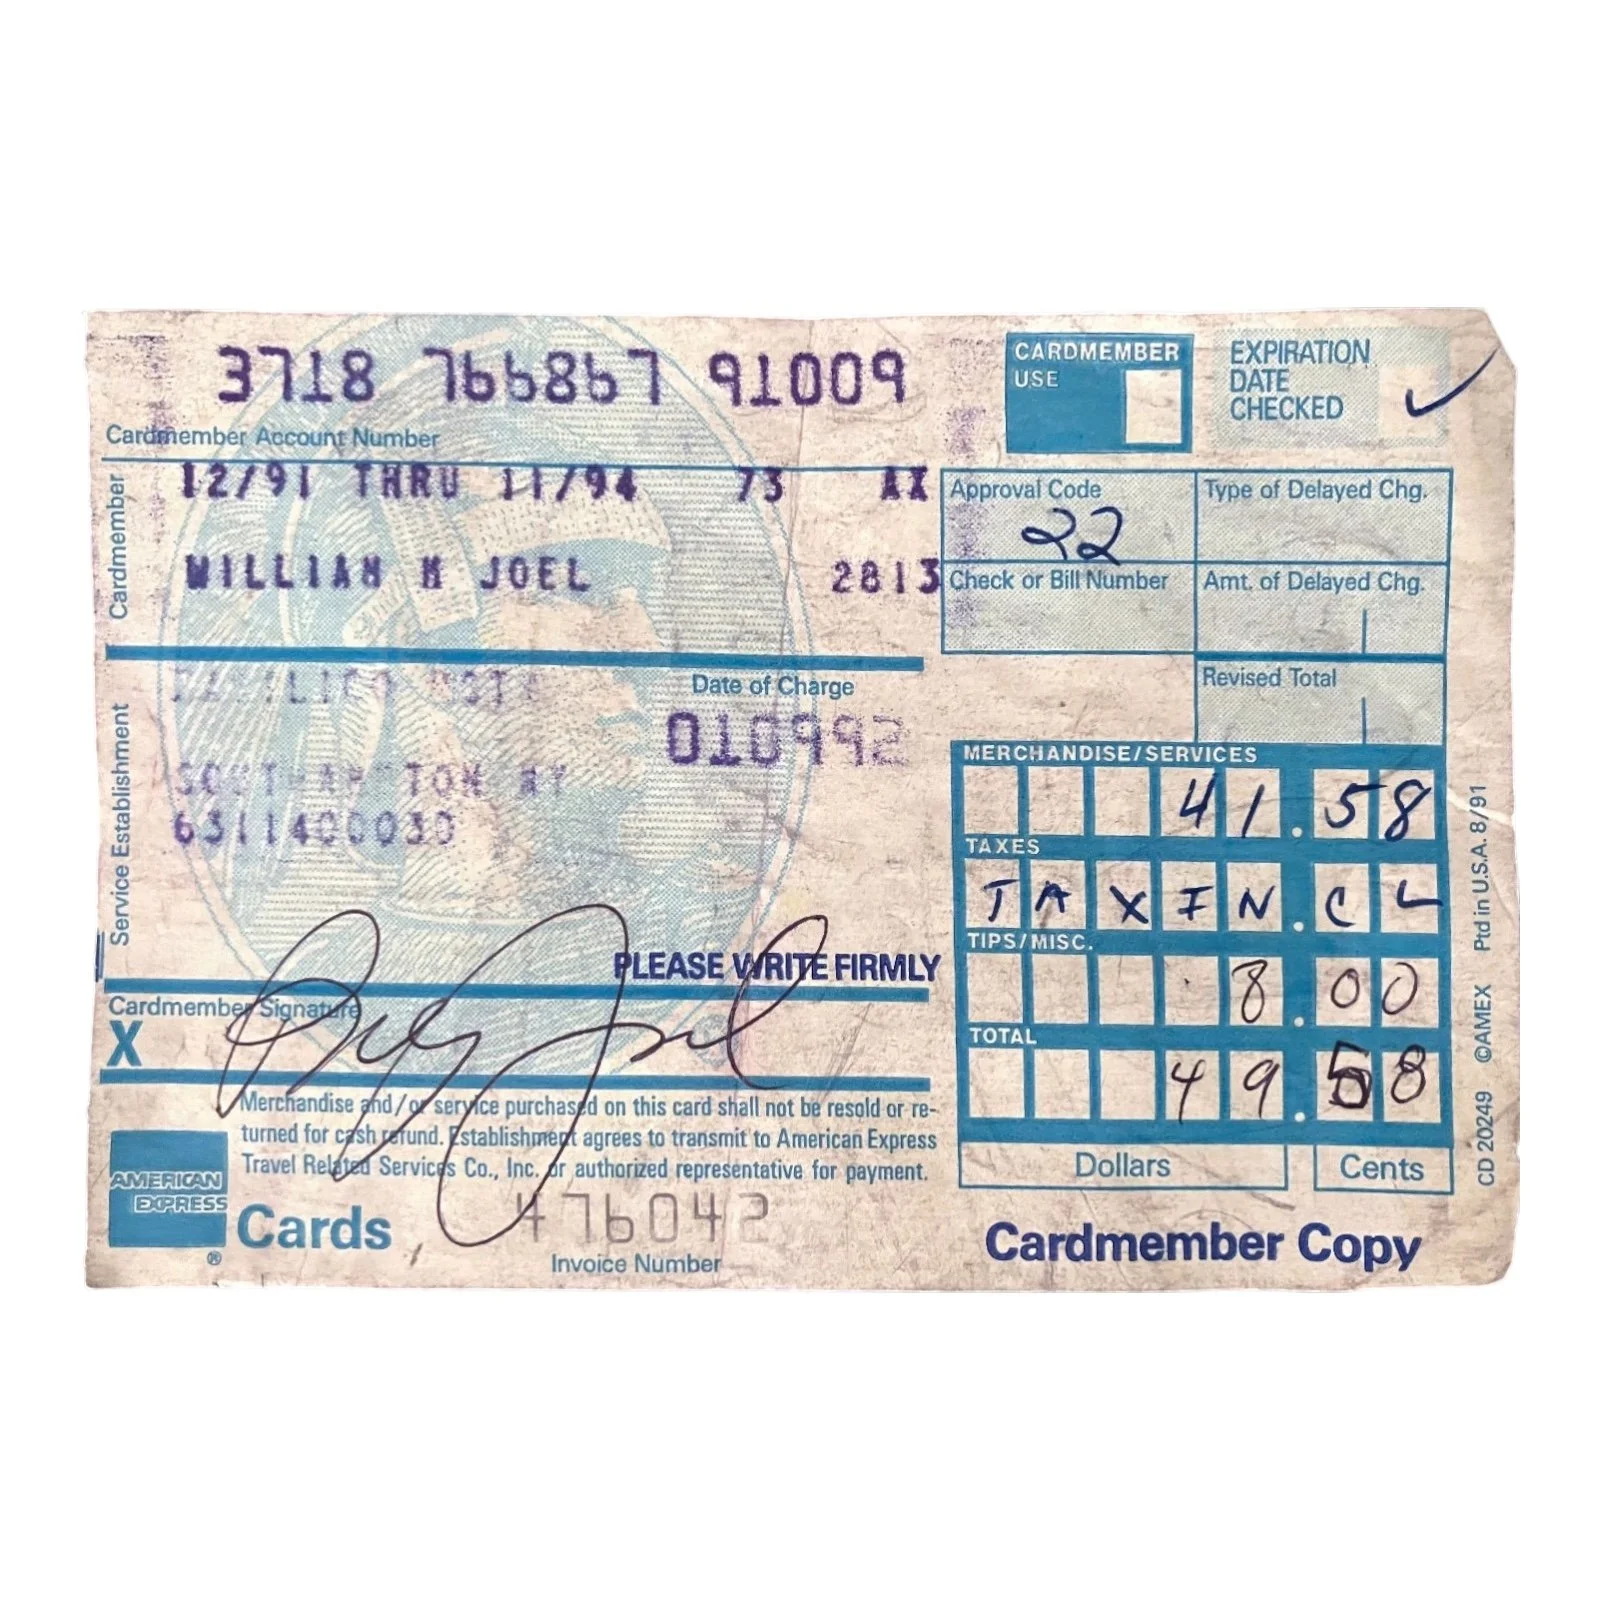 3718 766867 91009
Cardmember Account Number
CARDMEMBER
USE
EXPIRATION
DATE
CHECKED
✓
Cardmember
12/91 THRU 11/94 73 AX
WILLIAM M JOEL 2813
Approval Code
22
Type of Delayed Chg.
Check or Bill Number
Amt. of Delayed Chg.
Revised Total
Service Establishment
Date of Charge
010992
SOUTHAMPTON NY
6311400030
PLEASE WRITE FIRMLY
Cardmember Signature
X
Billy Joel
MERCHANDISE/SERVICES
41.58
TAXES
TAXIN.CL
TIPS/MISC.
8.00
TOTAL
49.58
Dollars Cents
Merchandise and/or service purchased on this card shall not be resold or re-
turned for cash refund. Establishment agrees to transmit to American Express
Travel Related Services Co., Inc. or authorized representative for payment.
AMERICAN
EXPRESS
®
Cards
476042
Invoice Number
Cardmember Copy
CD 20249 ©AMEX Ptd in U.S.A. 8/91